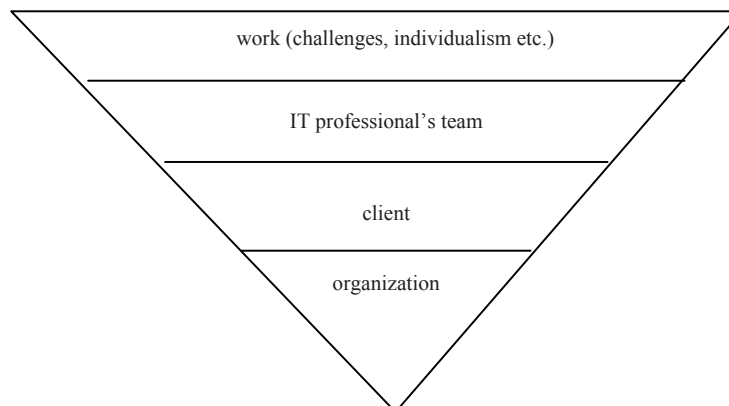 work (challenges, individualism etc.)
IT professional’s team
client
organization